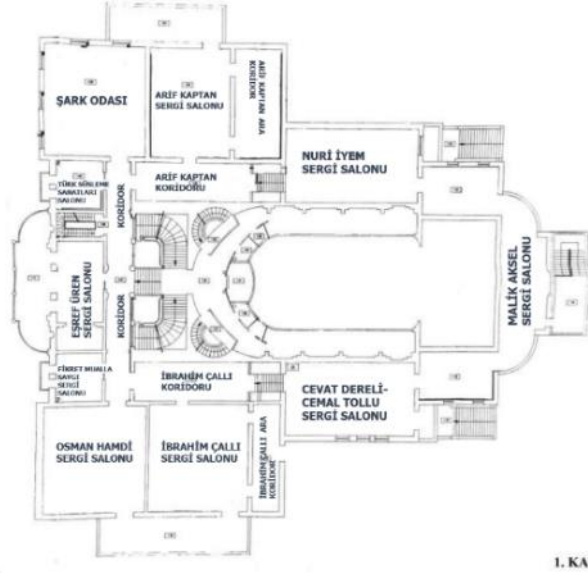 ŞARK ODASI
ARİF KAPTAN
SERGİ SALONU
ARİF KAPTAN ARA
KORİDOR
NURİ İYEM
SERGİ SALONU
TÜRK SÜSLEME
SANATLARI
SALONU
KORİDOR
ARİF KAPTAN
KORİDORU
EŞREF ÜREN
SERGİ SALONU
KORİDOR
MALİK AKSEL
SERGİ SALONU
FİKRET MUALLA
SERGİ
SALONU
İBRAHİM ÇALLI
KORİDORU
CEVAT DERELİ-
CEMAL TOLLU
SERGİ SALONU
OSMAN HAMDİ
SERGİ SALONU
İBRAHİM ÇALLI
SERGİ SALONU
İBRAHİM ÇALLI ARA
KORİDOR
1. KA